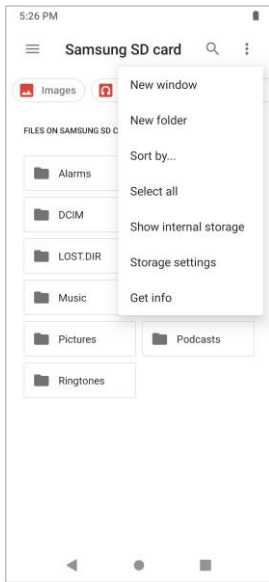 5:26 PM
Samsung SD card
Images
New window
New folder
Sort by...
Select all
Show internal storage
Storage settings
Get info
FILES ON SAMSUNG SD C
Alarms
DCIM
LOST.DIR
Music
Pictures
Podcasts
Ringtones